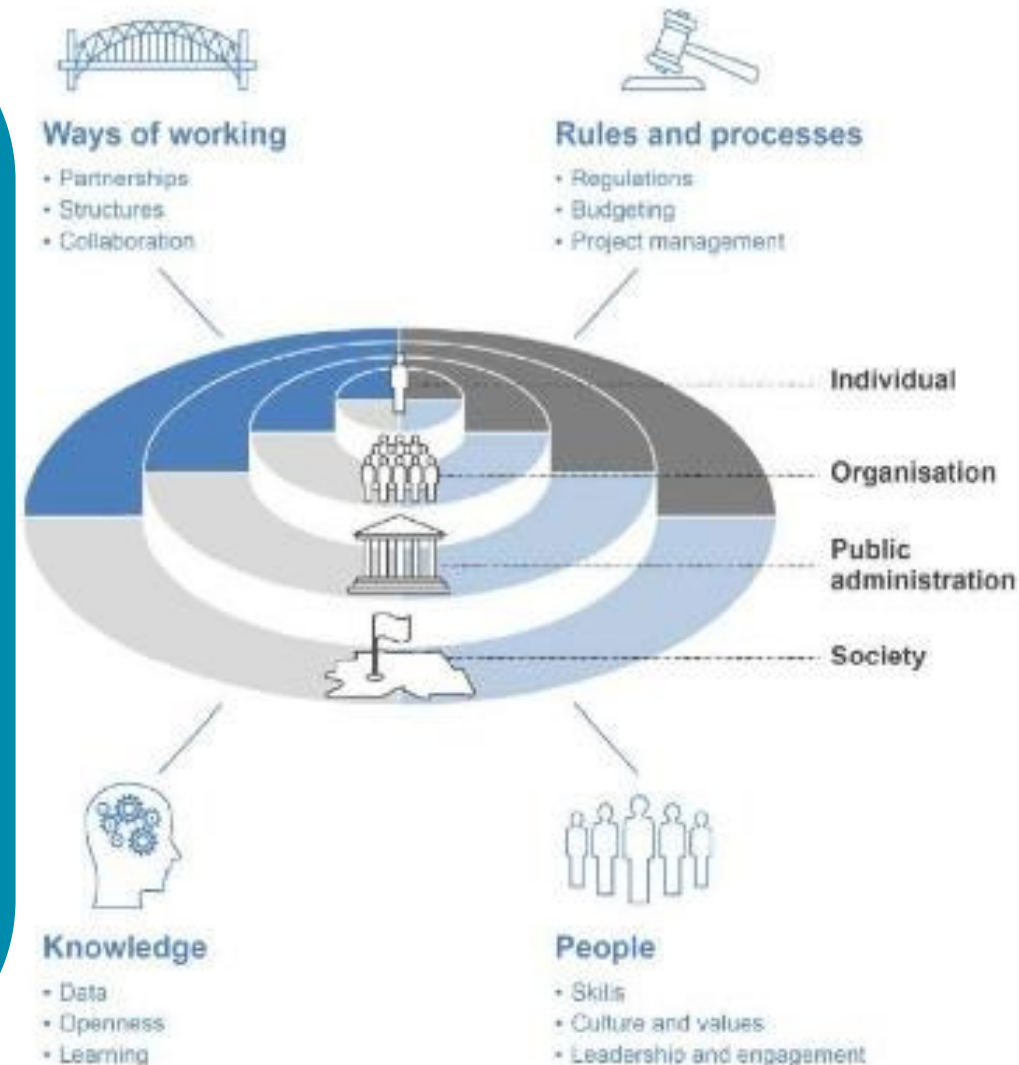 Ways of working
• Partnerships
• Structures
• Collaboration
Rules and processes
• Regulations
• Budgeting
• Project management
Individual
Organisation
Public
administration
Society
Knowledge
• Data
• Openness
• Learning
People
• Skills
• Culture and values
• Leadership and engagement